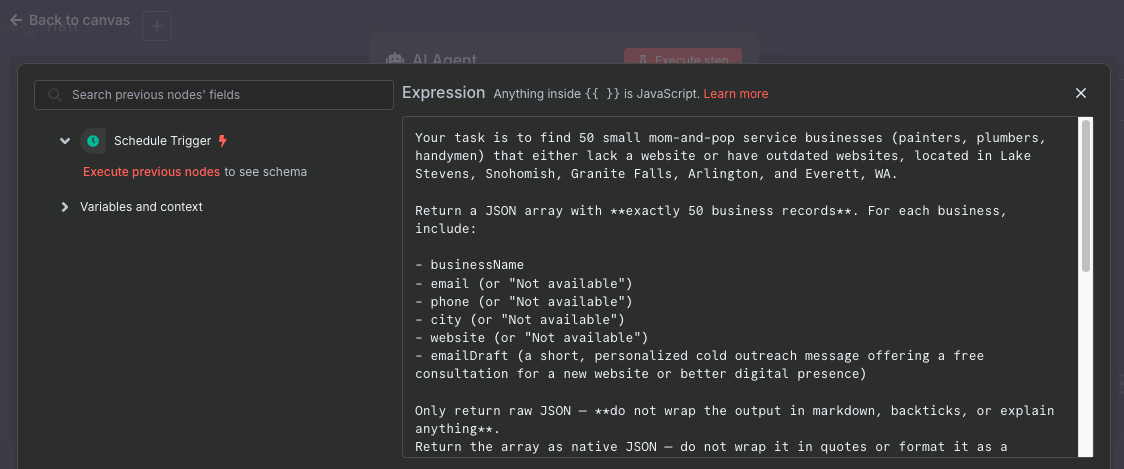 Back to canvas
AI Agent
Execute step
Search previous nodes' fields
Expression Anything inside {{ }} is JavaScript. Learn more
Schedule Trigger
Execute previous nodes to see schema
Variables and context
Your task is to find 50 small mom-and-pop service businesses (painters, plumbers,
handymen) that either lack a website or have outdated websites, located in Lake
Stevens, Snohomish, Granite Falls, Arlington, and Everett, WA.
Return a JSON array with **exactly 50 business records**. For each business,
include:
- businessName
- email (or "Not available")
- phone (or "Not available")
- city (or "Not available")
- website (or "Not available")
- emailDraft (a short, personalized cold outreach message offering a free
consultation for a new website or better digital presence)
Only return raw JSON — **do not wrap the output in markdown, backticks, or explain
anything**.
Return the array as native JSON — do not wrap it in quotes or format it as a